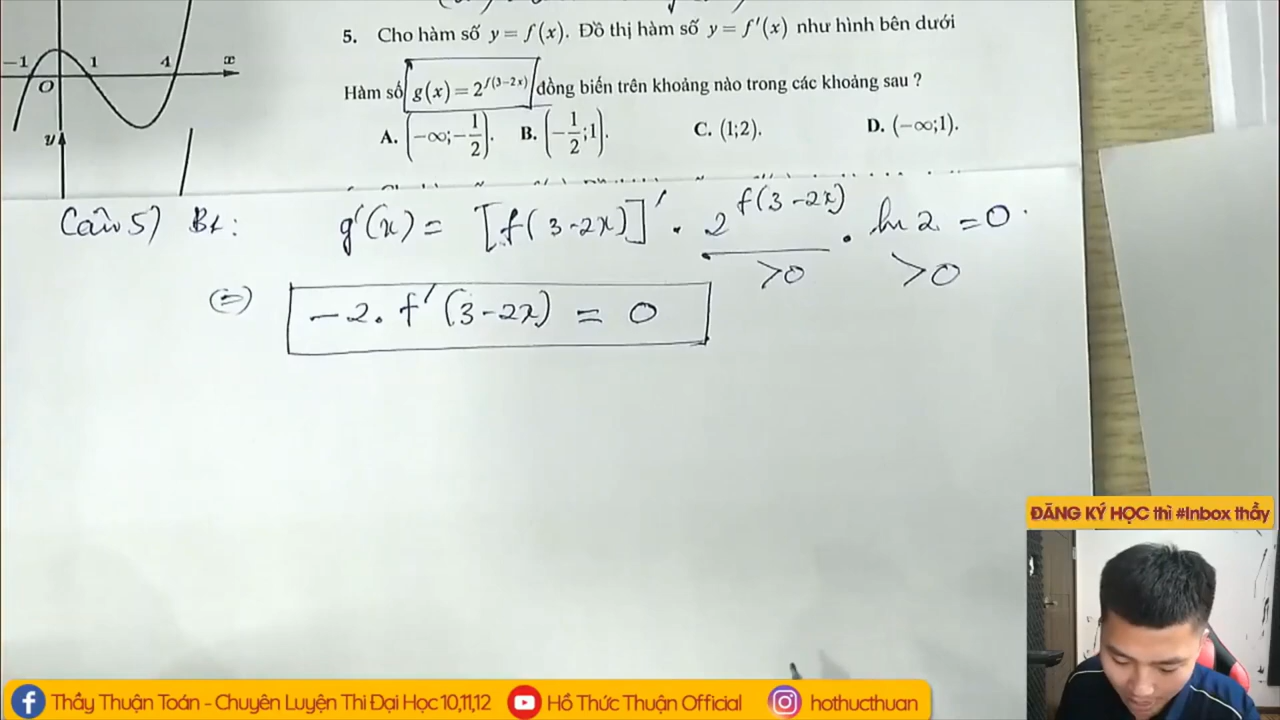 5. Cho hàm số y = f(x). Đồ thị hàm số y = f'(x) như hình bên dưới
-1 O 1 4 x
y
Hàm số g(x) = 2^{f(3-2x)} đồng biến trên khoảng nào trong các khoảng sau ?
A. (-∞; -1/2). B. (-1/2; 1). C. (1;2). D. (-∞;1).
Câu 5) g'(x) = [f(3-2x)]' . 2^{f(3-2x)} . ln 2 = 0.
>0 >0
(=) -2. f'(3-2x) = 0
ĐĂNG KÝ HỌC thì #Inbox thầy
Thầy Thuận Toán - Chuyên Luyện Thi Đại Học 10,11,12 Hồ Thức Thuận Official hothucthuan